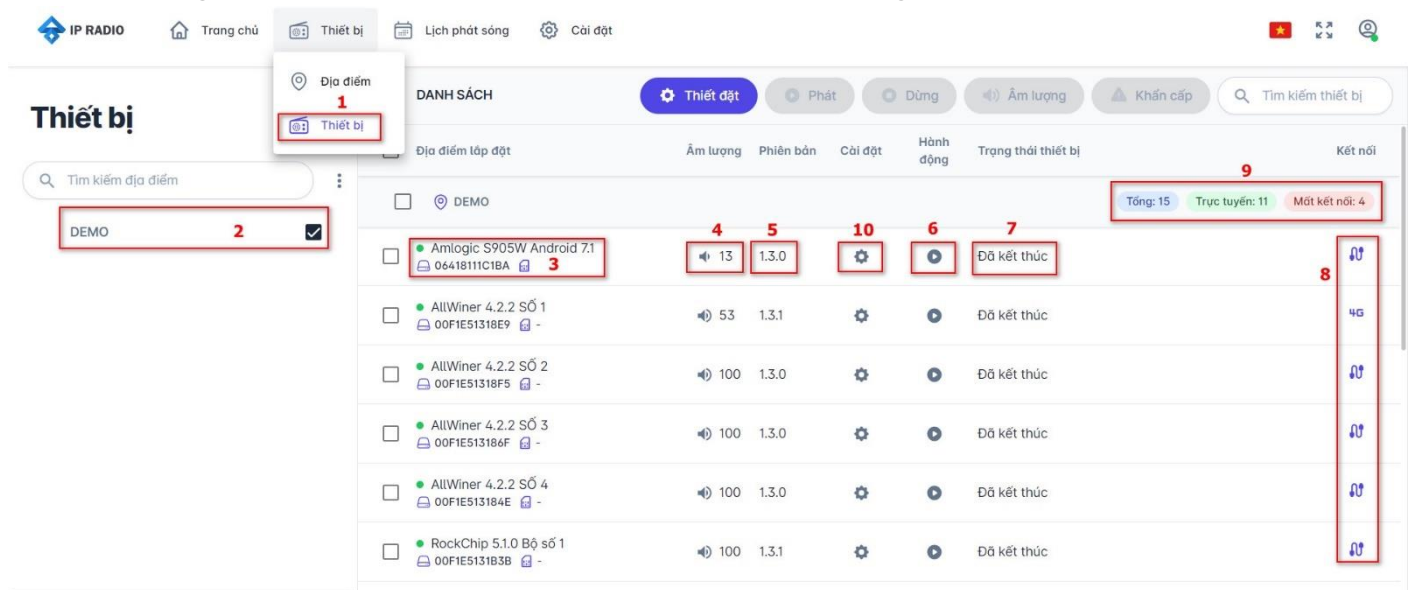 IP RADIO Trang chủ Thiết bị Lịch phát sóng Cài đặt
Địa điểm
1
Thiết bị
Thiết bị
Tìm kiếm địa điểm
DEMO 2
DANH SÁCH Thiết đặt Phát Dừng Âm lượng Khẩn cấp Tìm kiếm thiết bị
Địa điểm lắp đặt Âm lượng Phiên bản Cài đặt Hành động Trạng thái thiết bị Kết nối
9
DEMO Tổng: 15 Trực tuyến: 11 Mất kết nối: 4
4 5 10 6 7
Amlogic S905W Android 7.1 13 1.3.0 Đã kết thúc
06418111C1BA 3 8
AllWiner 4.2.2 SỐ 1 53 1.3.1 Đã kết thúc 4G
00F1E51318E9 -
AllWiner 4.2.2 SỐ 2 100 1.3.0 Đã kết thúc
00F1E51318F5 -
AllWiner 4.2.2 SỐ 3 100 1.3.0 Đã kết thúc
00F1E513186F -
AllWiner 4.2.2 SỐ 4 100 1.3.0 Đã kết thúc
00F1E513184E -
RockChip 5.1.0 Bộ số 1 100 1.3.1 Đã kết thúc
00F1E5131B3B -